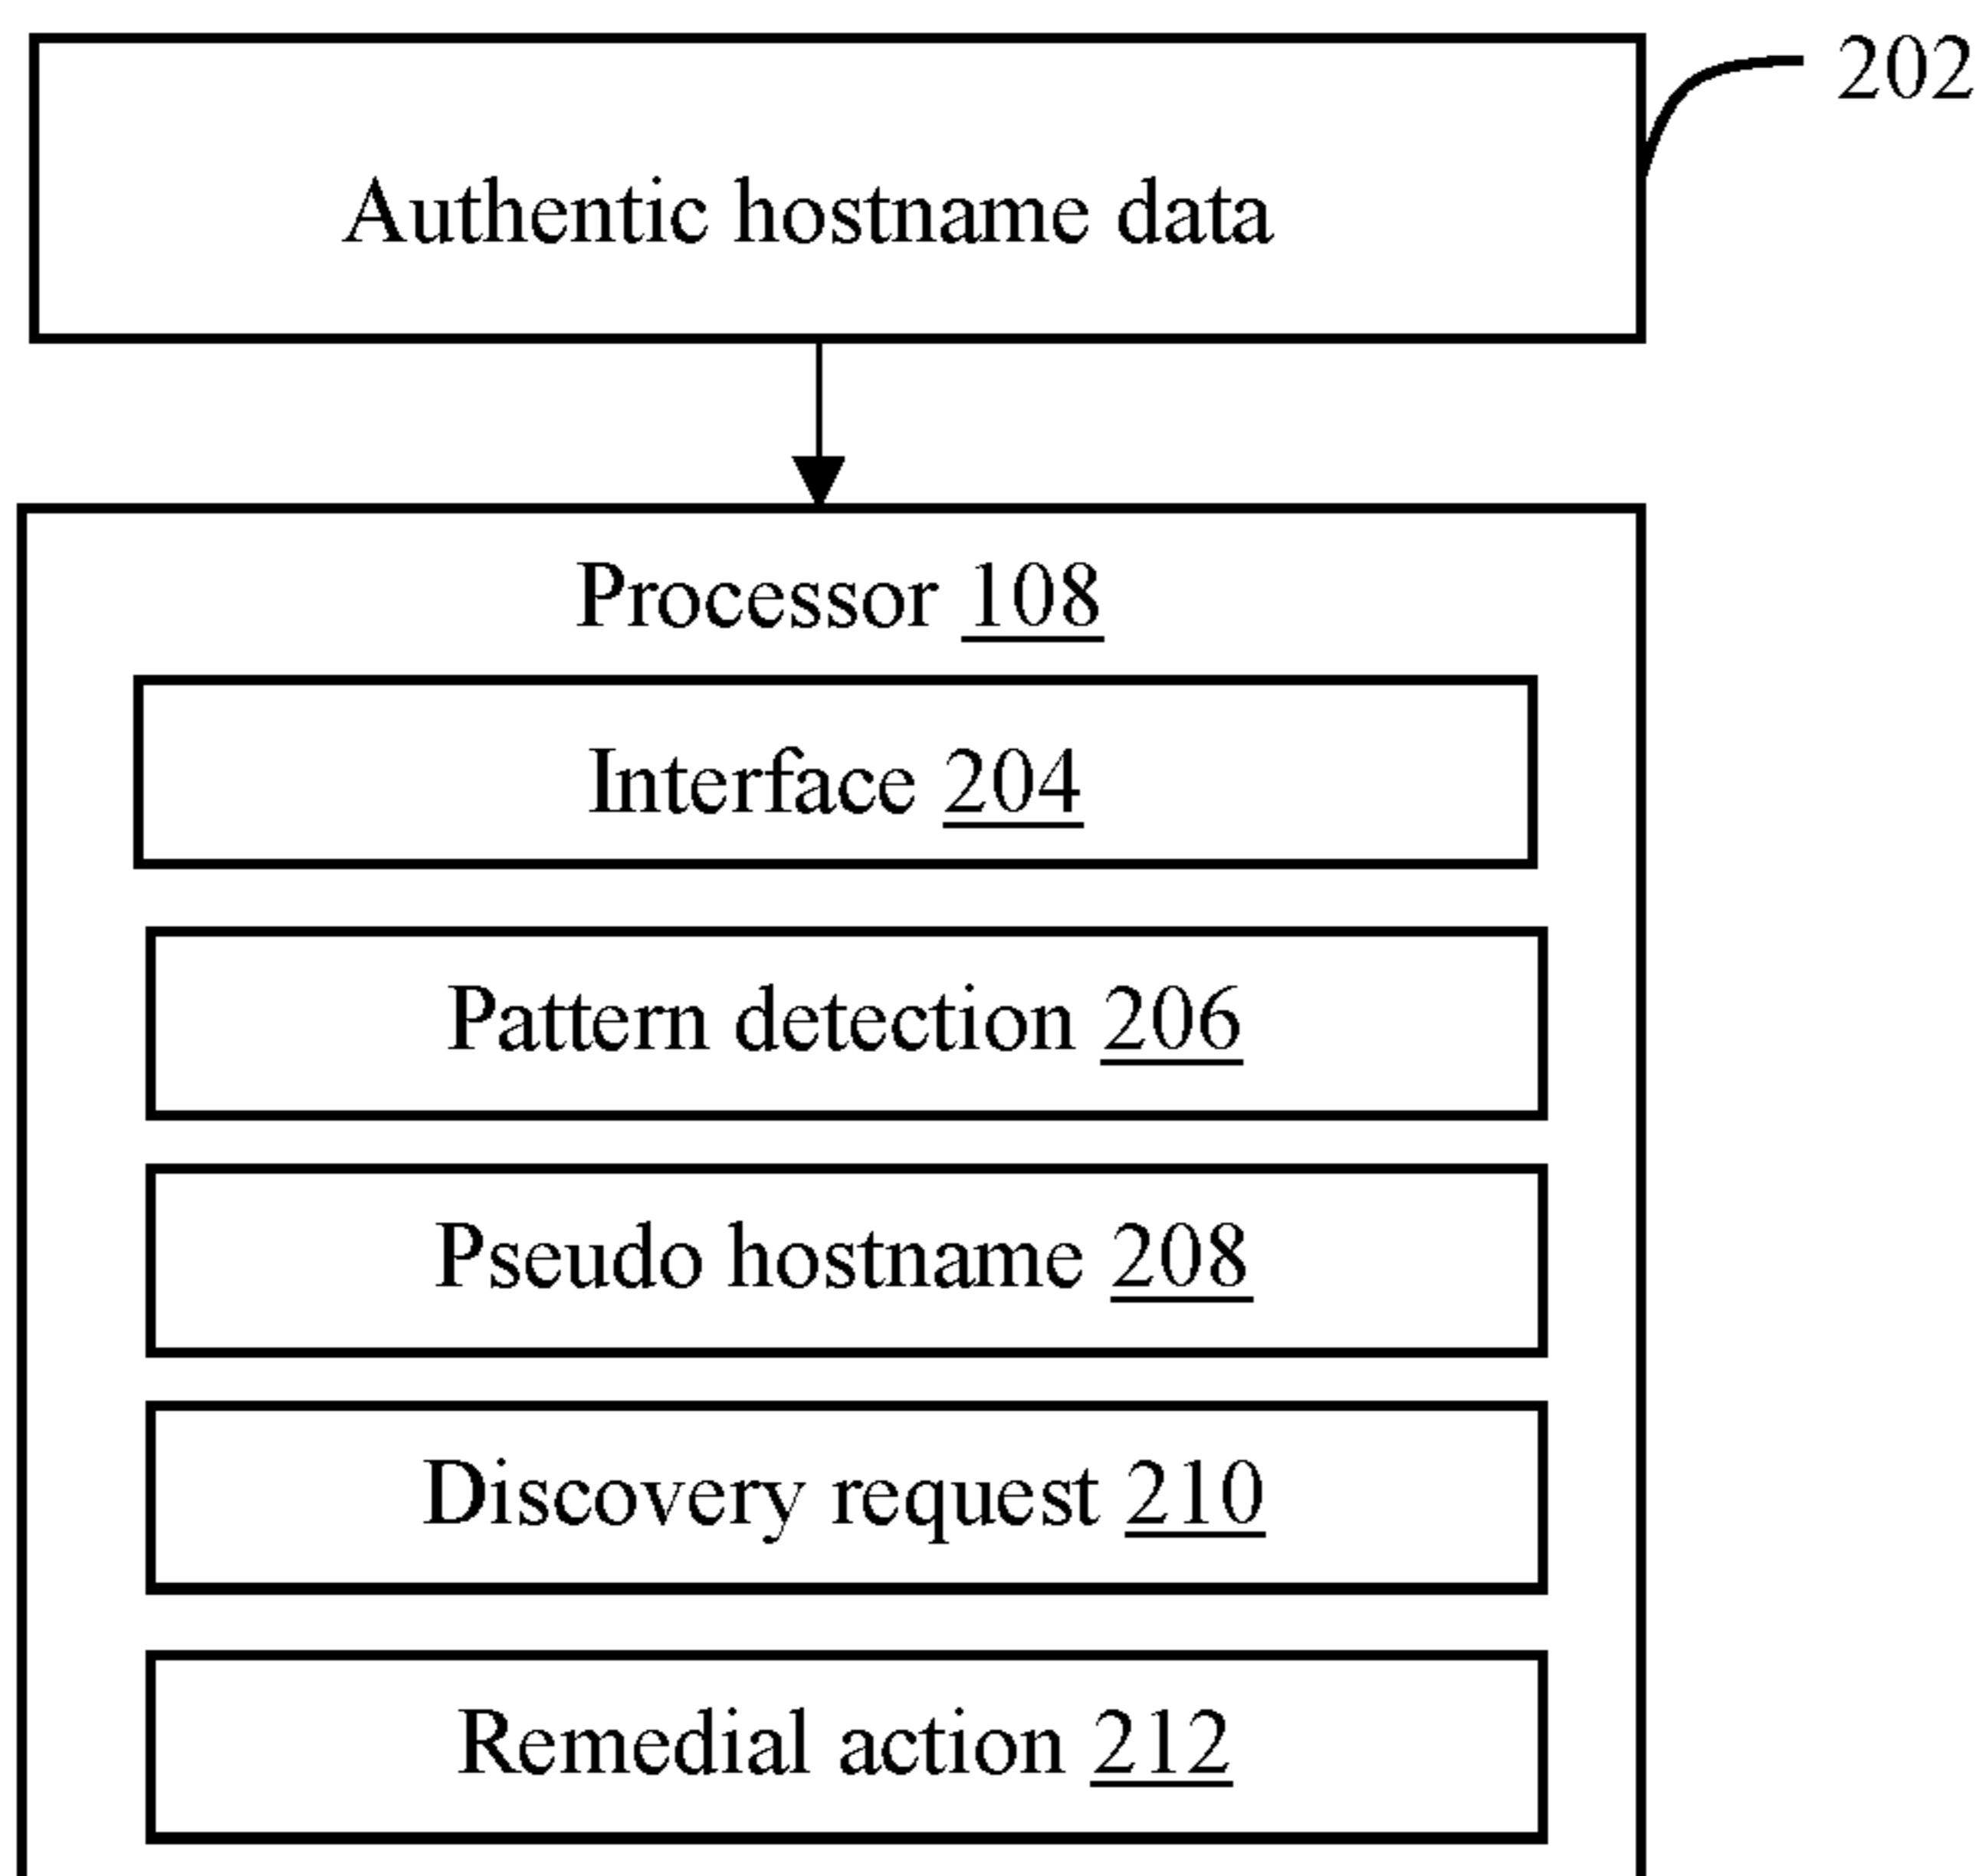 202
Authentic hostname data
Processor 108
Interface 204
Pattern detection 206
Pseudo hostname 208
Discovery request 210
Remedial action 212